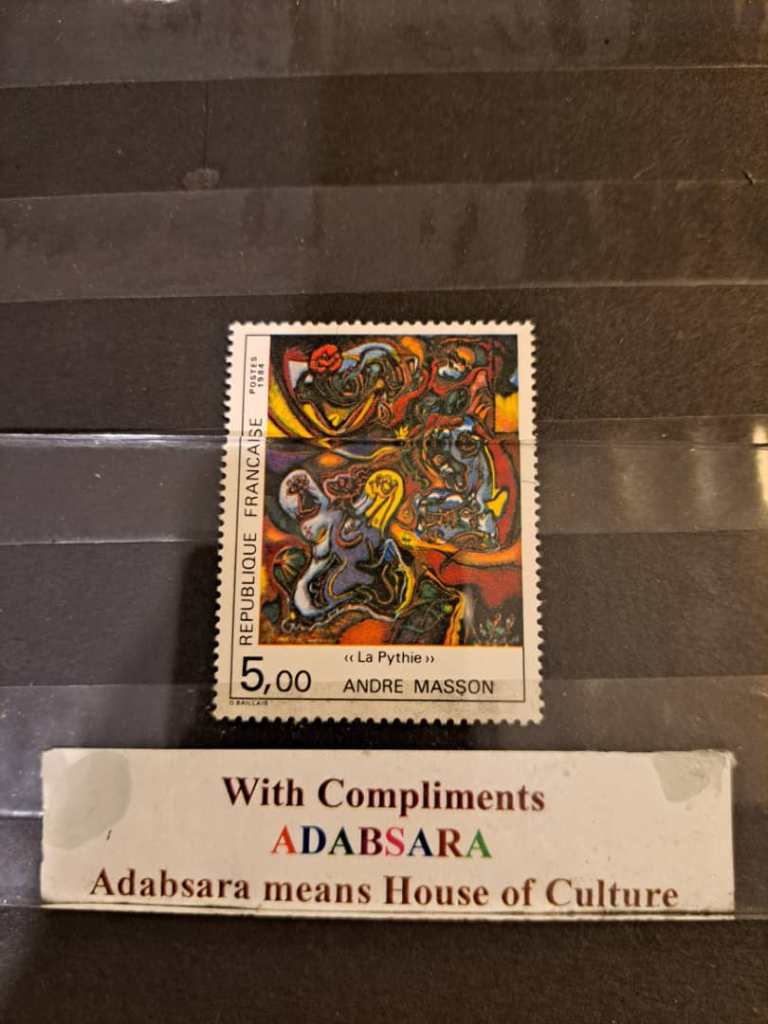 POSTES
1984
REPUBLIQUE FRANCAISE
‹‹ La Pythie ››
5,00 ANDRE MASSON
With Compliments
ADABSARA
Adabsara means House of Culture